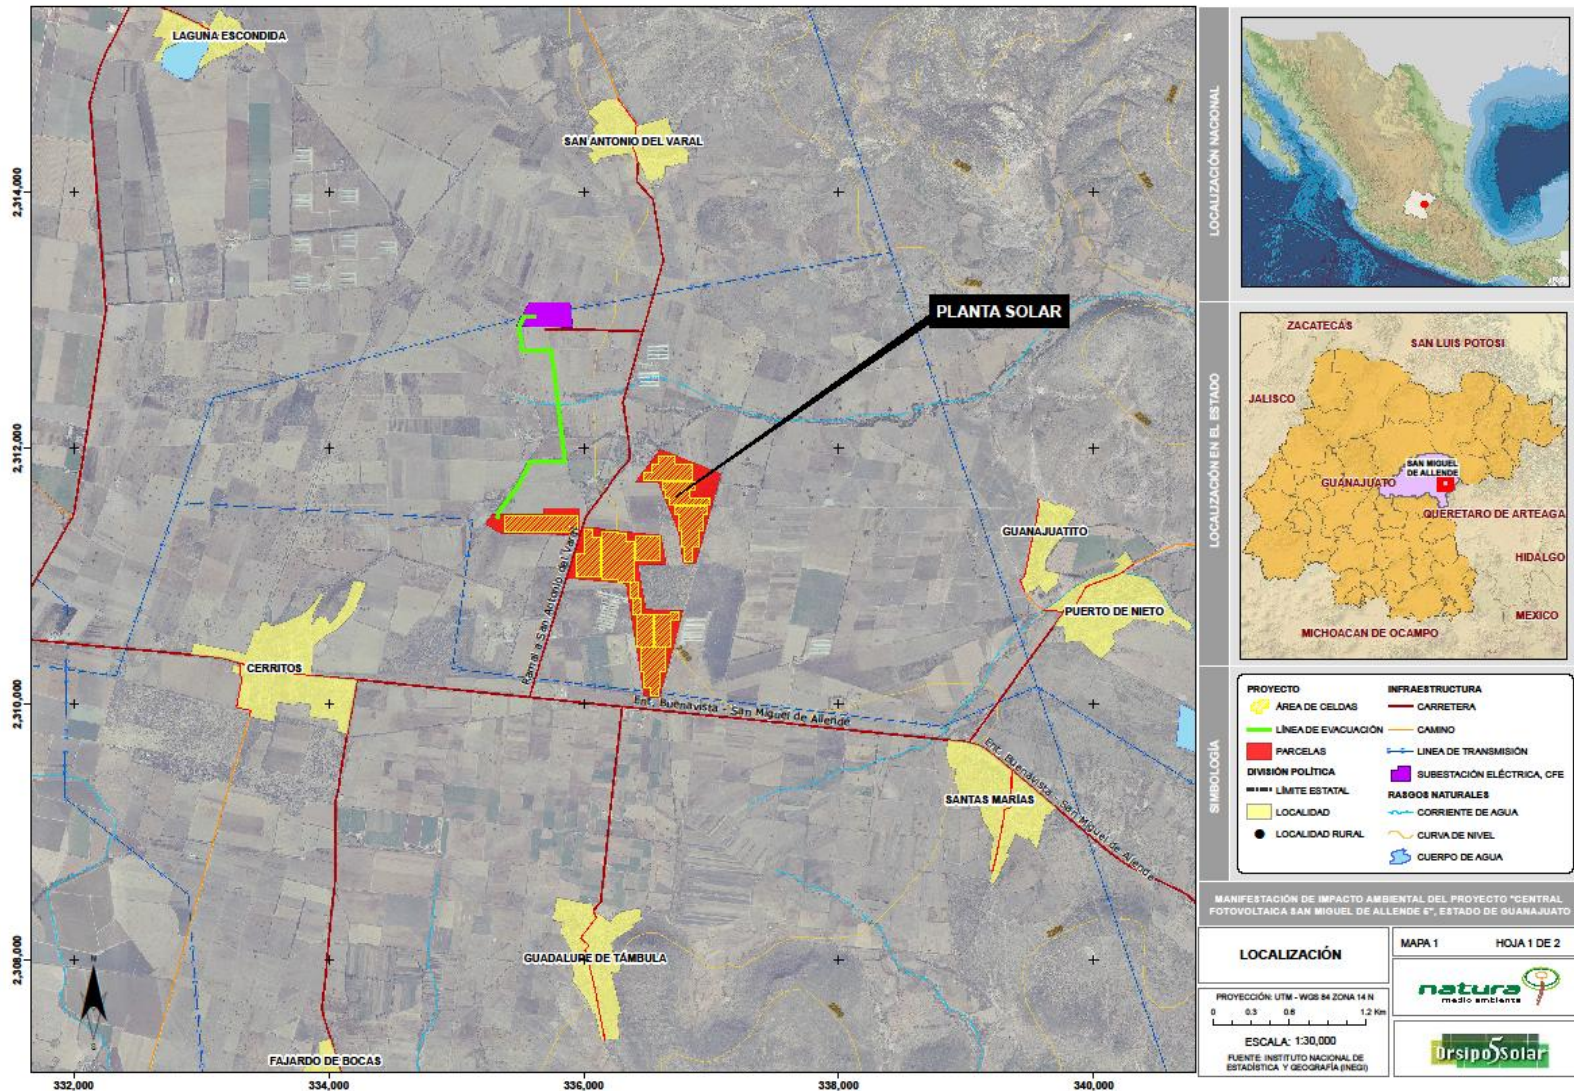 LAGUNA ESCONDIDA
SAN ANTONIO DEL VARAL
PLANTA SOLAR
GUANAJUATITO
PUERTO DE NIETO
CERRITOS
Ramal a San Antonio del Varal
Ent. Buenavista - San Miguel de Allende
Ent. Buenavista - San Miguel de Allende
SANTAS MARÍAS
GUADALUPE DE TÁMBULA
FAJARDO DE BOCAS
2,314,000
2,312,000
2,310,000
2,308,000
332,000
334,000
336,000
338,000
340,000
N
S
2200
LOCALIZACIÓN NACIONAL
LOCALIZACIÓN EN EL ESTADO
ZACATECAS
SAN LUIS POTOSI
JALISCO
SAN MIGUEL
DE ALLENDE
GUANAJUATO
QUERETARO DE ARTEAGA
HIDALGO
MEXICO
MICHOACAN DE OCAMPO
SIMBOLOGÍA
PROYECTO
ÁREA DE CELDAS
LÍNEA DE EVACUACIÓN
PARCELAS
DIVISIÓN POLÍTICA
LÍMITE ESTATAL
LOCALIDAD
LOCALIDAD RURAL
INFRAESTRUCTURA
CARRETERA
CAMINO
LINEA DE TRANSMISIÓN
SUBESTACIÓN ELÉCTRICA, CFE
RASGOS NATURALES
CORRIENTE DE AGUA
CURVA DE NIVEL
CUERPO DE AGUA
MANIFESTACIÓN DE IMPACTO AMBIENTAL DEL PROYECTO "CENTRAL
FOTOVOLTAICA SAN MIGUEL DE ALLENDE 5", ESTADO DE GUANAJUATO
LOCALIZACIÓN
MAPA 1 HOJA 1 DE 2
PROYECCIÓN: UTM - WGS 84 ZONA 14 N
0 0.3 0.6 1.2 Km
ESCALA: 1:30,000
FUENTE: INSTITUTO NACIONAL DE
ESTADÍSTICA Y GEOGRAFÍA (INEGI)
natura
medio ambiente
Orsipo5Solar